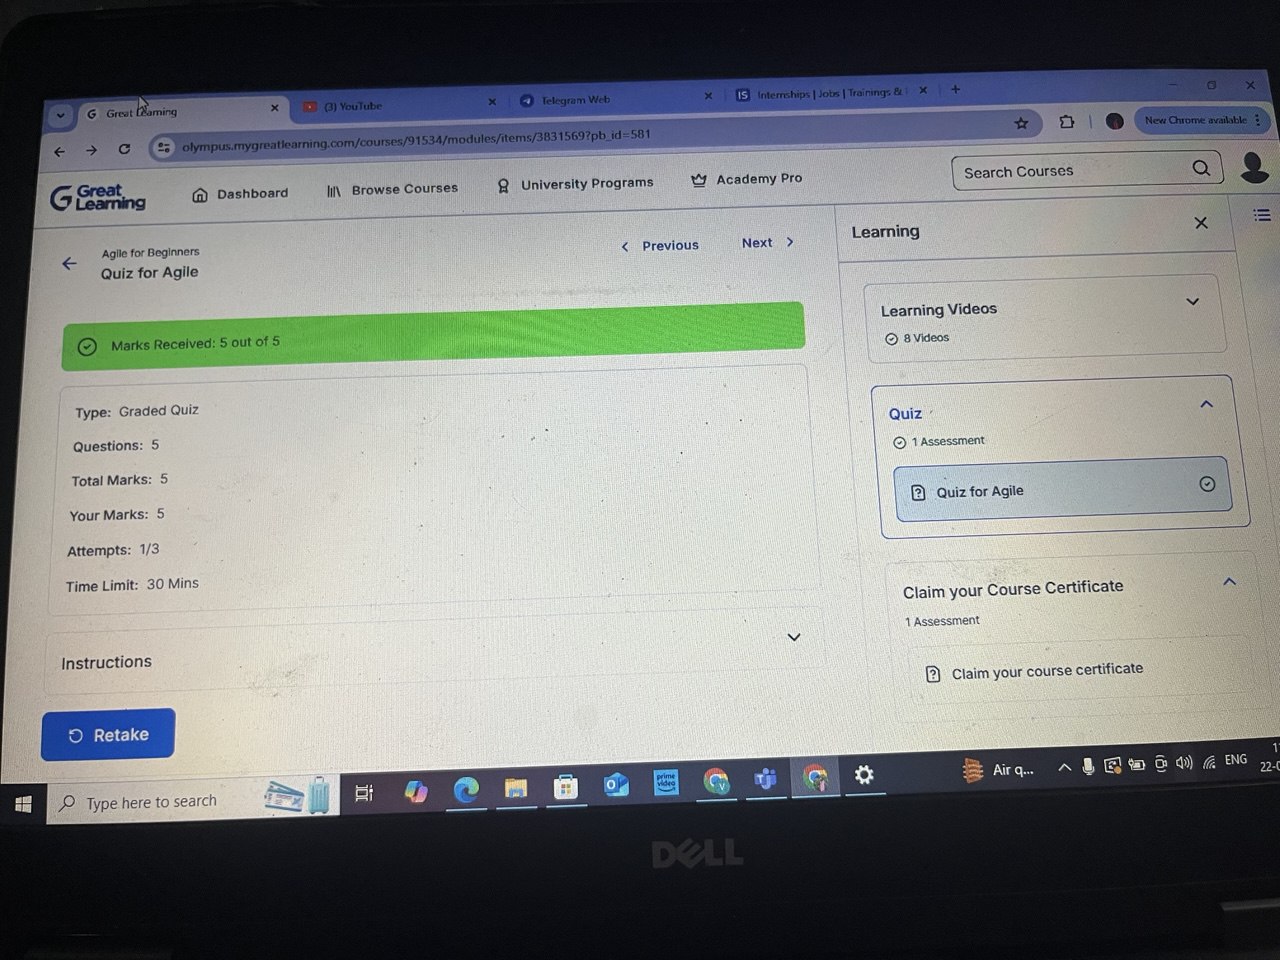 Great Learning
(3) YouTube
Telegram Web
IS
Internships | Jobs | Trainings &
olympus.mygreatlearning.com/courses/91534/modules/items/3831569?pb_id=581
New Chrome available
Great
Learning
Dashboard
Browse Courses
University Programs
Academy Pro
Search Courses
Agile for Beginners
Quiz for Agile
Previous
Next
Marks Received: 5 out of 5
Type: Graded Quiz
Questions: 5
Total Marks: 5
Your Marks: 5
Attempts: 1/3
Time Limit: 30 Mins
Instructions
Retake
Learning
Learning Videos
8 Videos
Quiz
1 Assessment
Quiz for Agile
Claim your Course Certificate
1 Assessment
Claim your course certificate
Type here to search
prime
video
Air q...
ENG
22-0
DELL